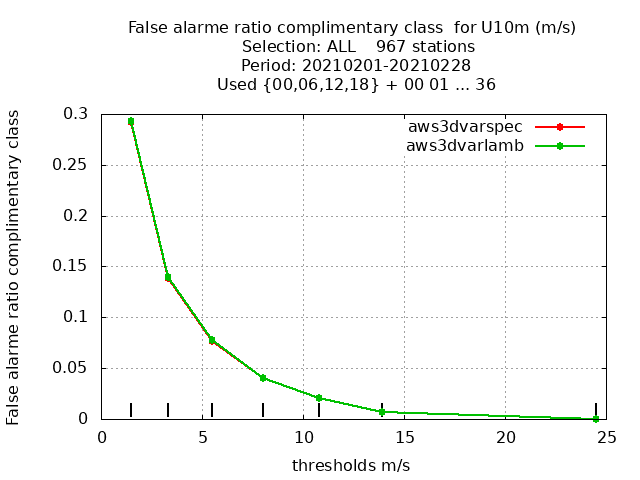 False alarme ratio complimentary class  for U10m (m/s)
Selection: ALL    967 stations
Period: 20210201-20210228
Used {00,06,12,18} + 00 01 ... 36
False alarme ratio complimentary class
aws3dvarspec
aws3dvarlamb
0.3
0.25
0.2
0.15
0.1
0.05
0
0 5 10 15 20 25
thresholds m/s